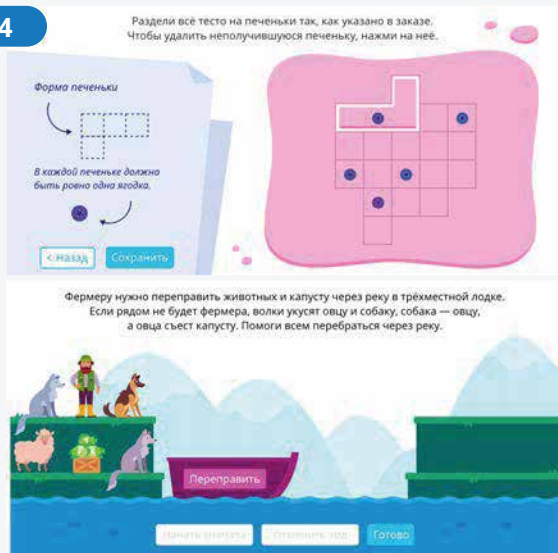 4
Раздели всё тесто на печеньки так, как указано в заказе.
Чтобы удалить неполучившуюся печеньку, нажми на неё.
Форма печеньки
В каждой печеньке должно
быть ровно одна ягодка.
< Назад
Сохранить
Фермеру нужно переправить животных и капусту через реку в трёхместной лодке.
Если рядом не будет фермера, волки укусят овцу и собаку, собака — овцу,
а овца съест капусту. Помоги всем перебраться через реку.
Переправить
Начать сначала
Отменить ход
Готово